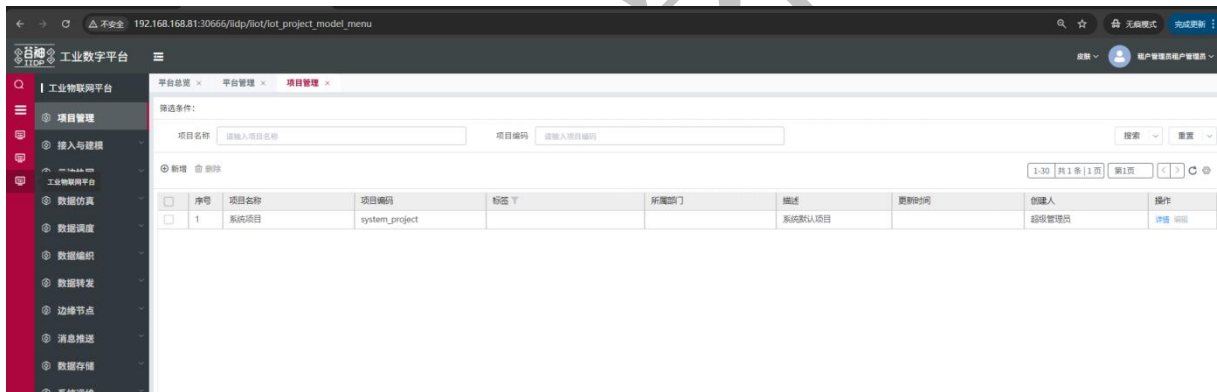 不安全 192.168.168.81:30666/iidp/iiot/iot_project_model_menu 无痕模式 完成更新
谷神 IIDP 工业数字平台 皮肤 租户管理员租户管理员
工业物联网平台 平台总览 × 平台管理 × 项目管理 ×
项目管理 筛选条件：
项目名称 请输入项目名称 项目编码 请输入项目编码 搜索 重置
接入与建模
新增 删除 1-30 共1条 1页 第1页
工业物联网平台
数据仿真 序号 项目名称 项目编码 标签 所属部门 描述 更新时间 创建人 操作
1 系统项目 system_project 系统默认项目 超级管理员 详情 编辑
数据调度
数据编织
数据转发
边缘节点
消息推送
数据存储